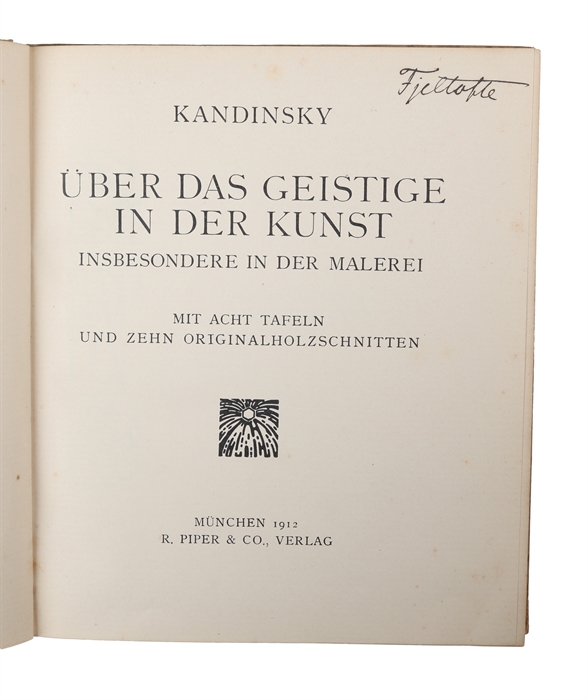 Fjeltofte
KANDINSKY
ÜBER DAS GEISTIGE
IN DER KUNST
INSBESONDERE IN DER MALEREI
MIT ACHT TAFELN
UND ZEHN ORIGINALHOLZSCHNITTEN
MÜNCHEN 1912
R. PIPER & CO., VERLAG